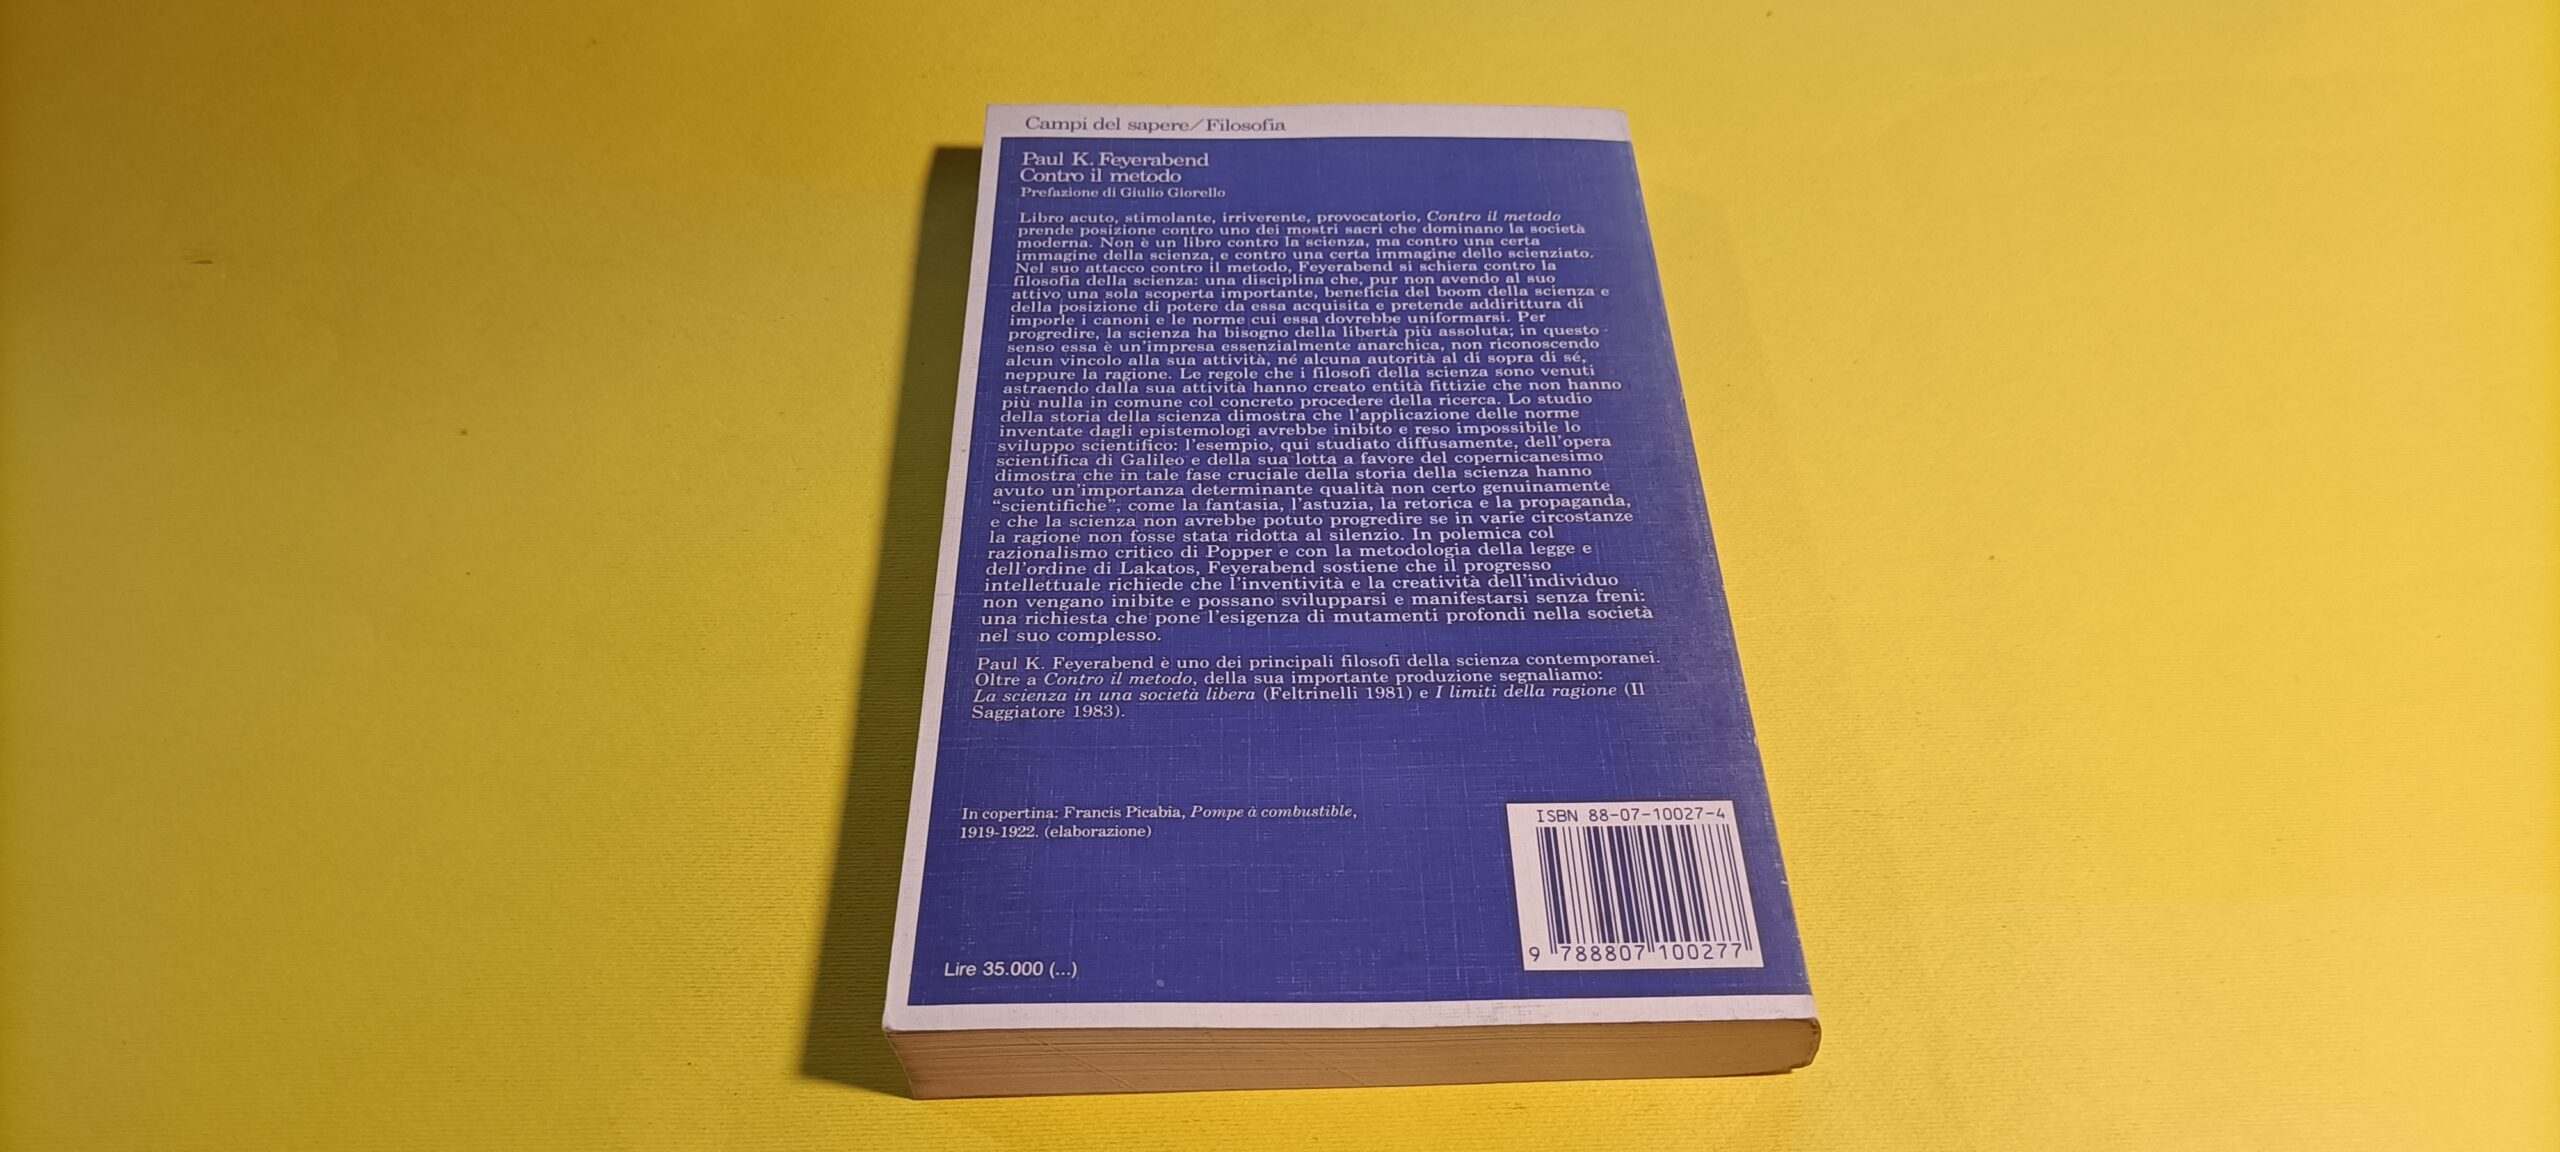 Campi del sapere/Filosofia
Paul K. Feyerabend
Contro il metodo
Prefazione di Giulio Giorello
Libro acuto, stimolante, irriverente, provocatorio, Contro il metodo
prende posizione contro uno dei mostri sacri che dominano la società
moderna. Non è un libro contro la scienza, ma contro una certa
immagine della scienza, e contro una certa immagine dello scienziato.
Nel suo attacco contro il metodo, Feyerabend si schiera contro la
filosofia della scienza: una disciplina che, pur non avendo al suo
attivo una sola scoperta importante, beneficia del boom della scienza e
della posizione di potere da essa acquisita e pretende addirittura di
imporle i canoni e le norme cui essa dovrebbe uniformarsi. Per
progredire, la scienza ha bisogno della libertà più assoluta; in questo
senso essa è un'impresa essenzialmente anarchica, non riconoscendo
alcun vincolo alla sua attività, né alcuna autorità al di sopra di sé,
neppure la ragione. Le regole che i filosofi della scienza sono venuti
astraendo dalla sua attività hanno creato entità fittizie che non hanno
più nulla in comune col concreto procedere della ricerca. Lo studio
della storia della scienza dimostra che l'applicazione delle norme
inventate dagli epistemologi avrebbe inibito e reso impossibile lo
sviluppo scientifico: l'esempio, qui studiato diffusamente, dell'opera
scientifica di Galileo e della sua lotta a favore del copernicanesimo
dimostra che in tale fase cruciale della storia della scienza hanno
avuto un'importanza determinante qualità non certo genuinamente
“scientifiche”, come la fantasia, l'astuzia, la retorica e la propaganda,
e che la scienza non avrebbe potuto progredire se in varie circostanze
la ragione non fosse stata ridotta al silenzio. In polemica col
razionalismo critico di Popper e con la metodologia della legge e
dell'ordine di Lakatos, Feyerabend sostiene che il progresso
intellettuale richiede che l'inventività e la creatività dell'individuo
non vengano inibite e possano svilupparsi e manifestarsi senza freni:
una richiesta che pone l'esigenza di mutamenti profondi nella società
nel suo complesso.
Paul K. Feyerabend è uno dei principali filosofi della scienza contemporanei.
Oltre a Contro il metodo, della sua importante produzione segnaliamo:
La scienza in una società libera (Feltrinelli 1981) e I limiti della ragione (Il
Saggiatore 1983).
In copertina: Francis Picabia, Pompe à combustible,
1919-1922. (elaborazione)
ISBN 88-07-10027-4
9 788807 100277
Lire 35.000 (...)